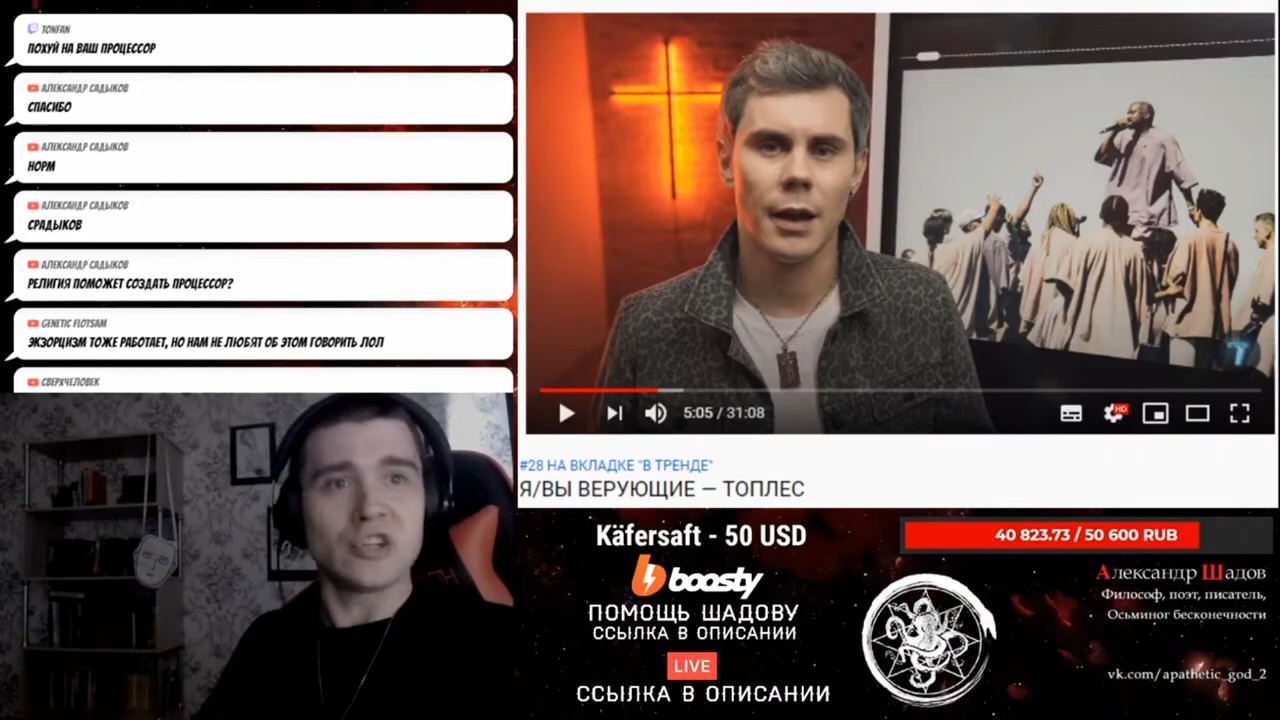 TONFAN
ПОХУЙ НА ВАШ ПРОЦЕССОР
АЛЕКСАНДР САДЫКОВ
СПАСИБО
АЛЕКСАНДР САДЫКОВ
НОРМ
АЛЕКСАНДР САДЫКОВ
СРАДЫКОВ
АЛЕКСАНДР САДЫКОВ
РЕЛИГИЯ ПОМОЖЕТ СОЗДАТЬ ПРОЦЕССОР?
GENETIC FLOTSAM
ЭКЗОРЦИЗМ ТОЖЕ РАБОТАЕТ, НО НАМ НЕ ЛЮБЯТ ОБ ЭТОМ ГОВОРИТЬ ЛОЛ
СВЕРХЧЕЛОВЕК
5:05 / 31:08
HD
#28 НА ВКЛАДКЕ "В ТРЕНДЕ"
Я/ВЫ ВЕРУЮЩИЕ — ТОПЛЕС
Käfersaft - 50 USD
boosty
ПОМОЩЬ ШАДОВУ
ССЫЛКА В ОПИСАНИИ
LIVE
ССЫЛКА В ОПИСАНИИ
40 823.73 / 50 600 RUB
Александр Шадов
Философ, поэт, писатель,
Осьминог бесконечности
vk.com/apathetic_god_2